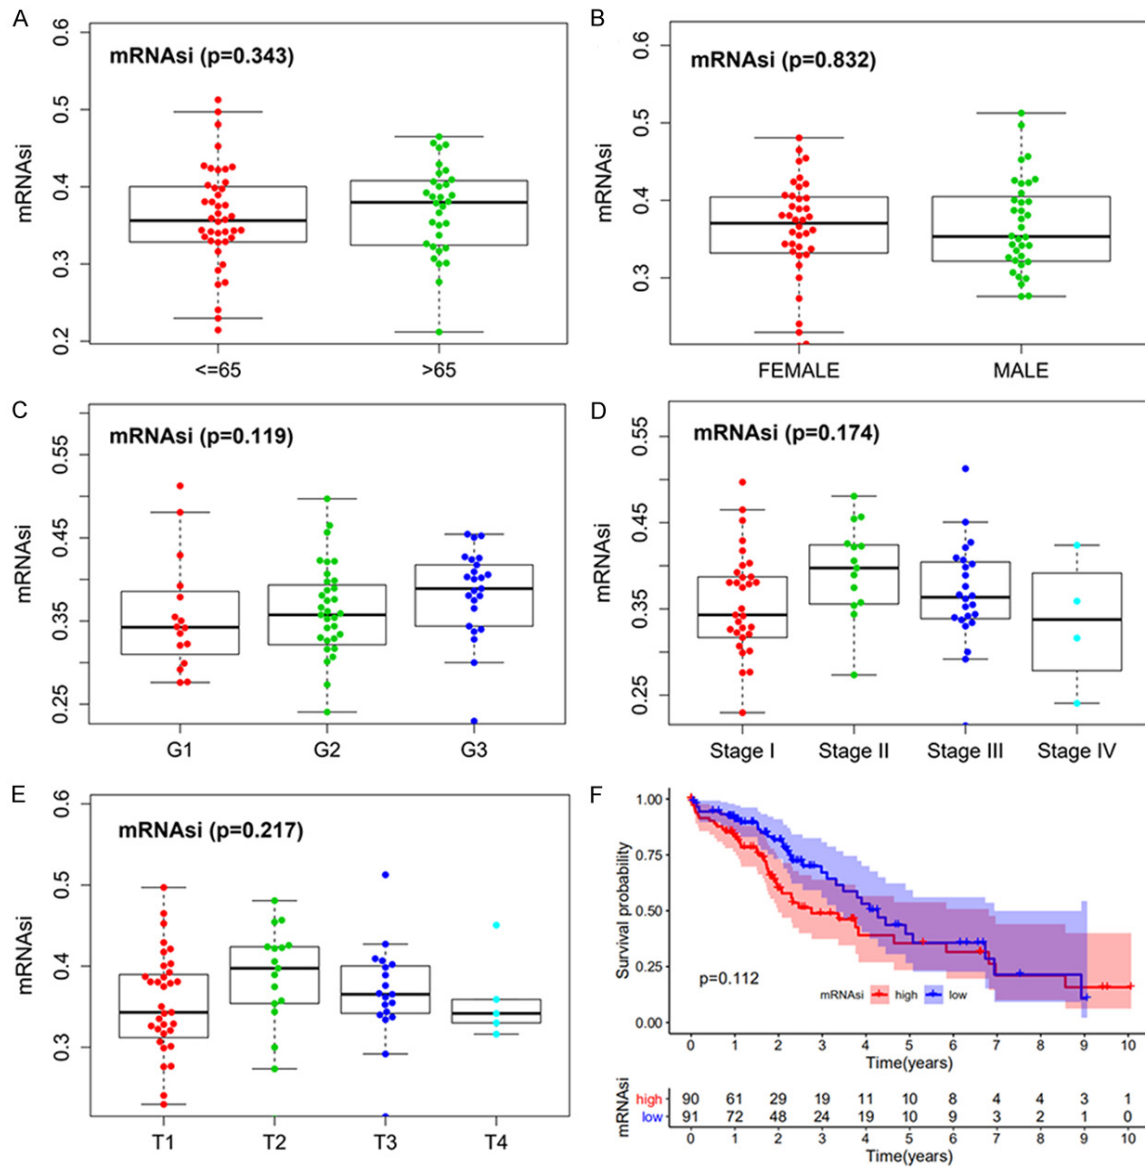 A
mRNAsi (p=0.343)
mRNAsi
0.6
0.5
0.4
0.3
0.2
<=65 >65
B
mRNAsi (p=0.832)
mRNAsi
0.6
0.5
0.4
0.3
FEMALE MALE
C
mRNAsi (p=0.119)
mRNAsi
0.55
0.45
0.35
0.25
G1 G2 G3
D
mRNAsi (p=0.174)
mRNAsi
0.55
0.45
0.35
0.25
Stage I Stage II Stage III Stage IV
E
mRNAsi (p=0.217)
mRNAsi
0.6
0.5
0.4
0.3
T1 T2 T3 T4
F
Survival probability
1.00
0.75
0.50
0.25
0.00
p=0.112
mRNAsi high low
0 1 2 3 4 5 6 7 8 9 10
Time(years)
mRNAsi
high 90 61 29 19 11 10 8 4 4 3 1
low 91 72 48 24 19 10 9 3 2 1 0
0 1 2 3 4 5 6 7 8 9 10
Time(years)